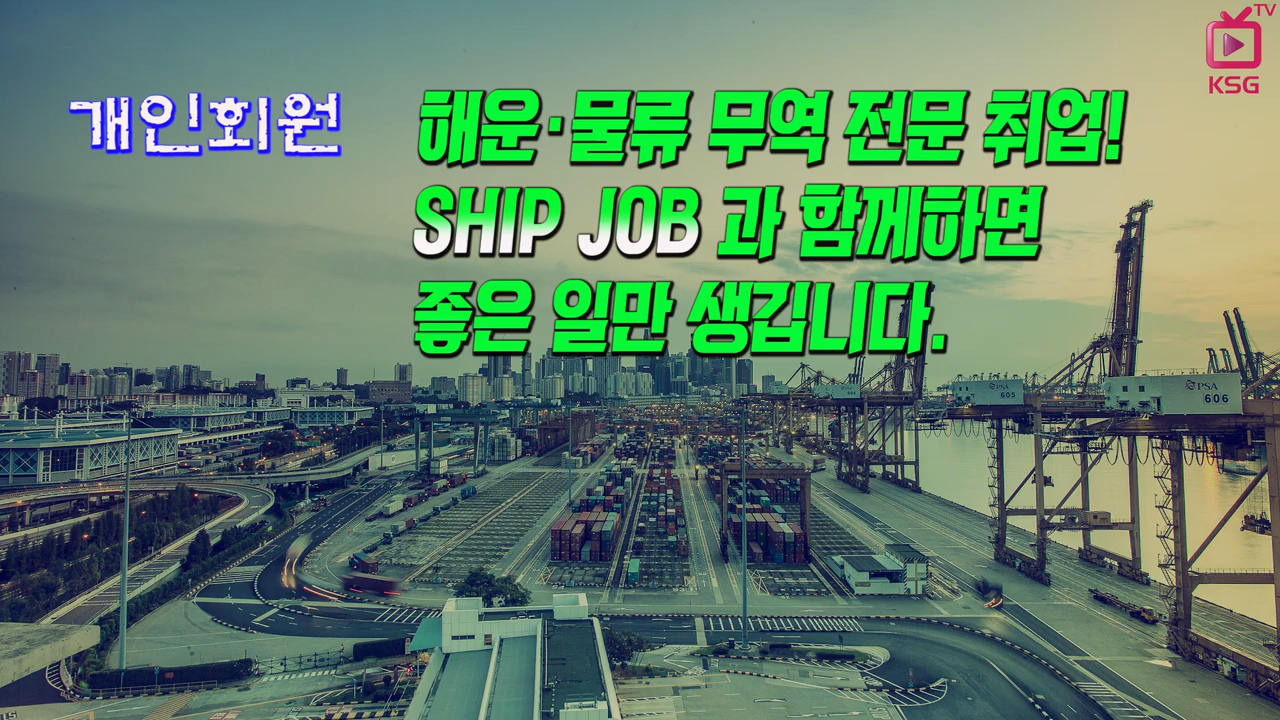 TV
KSG
개인회원
해운·물류 무역 전문 취업!
SHIP JOB 과 함께하면
좋은 일만 생깁니다.
PSA
605
PSA
606